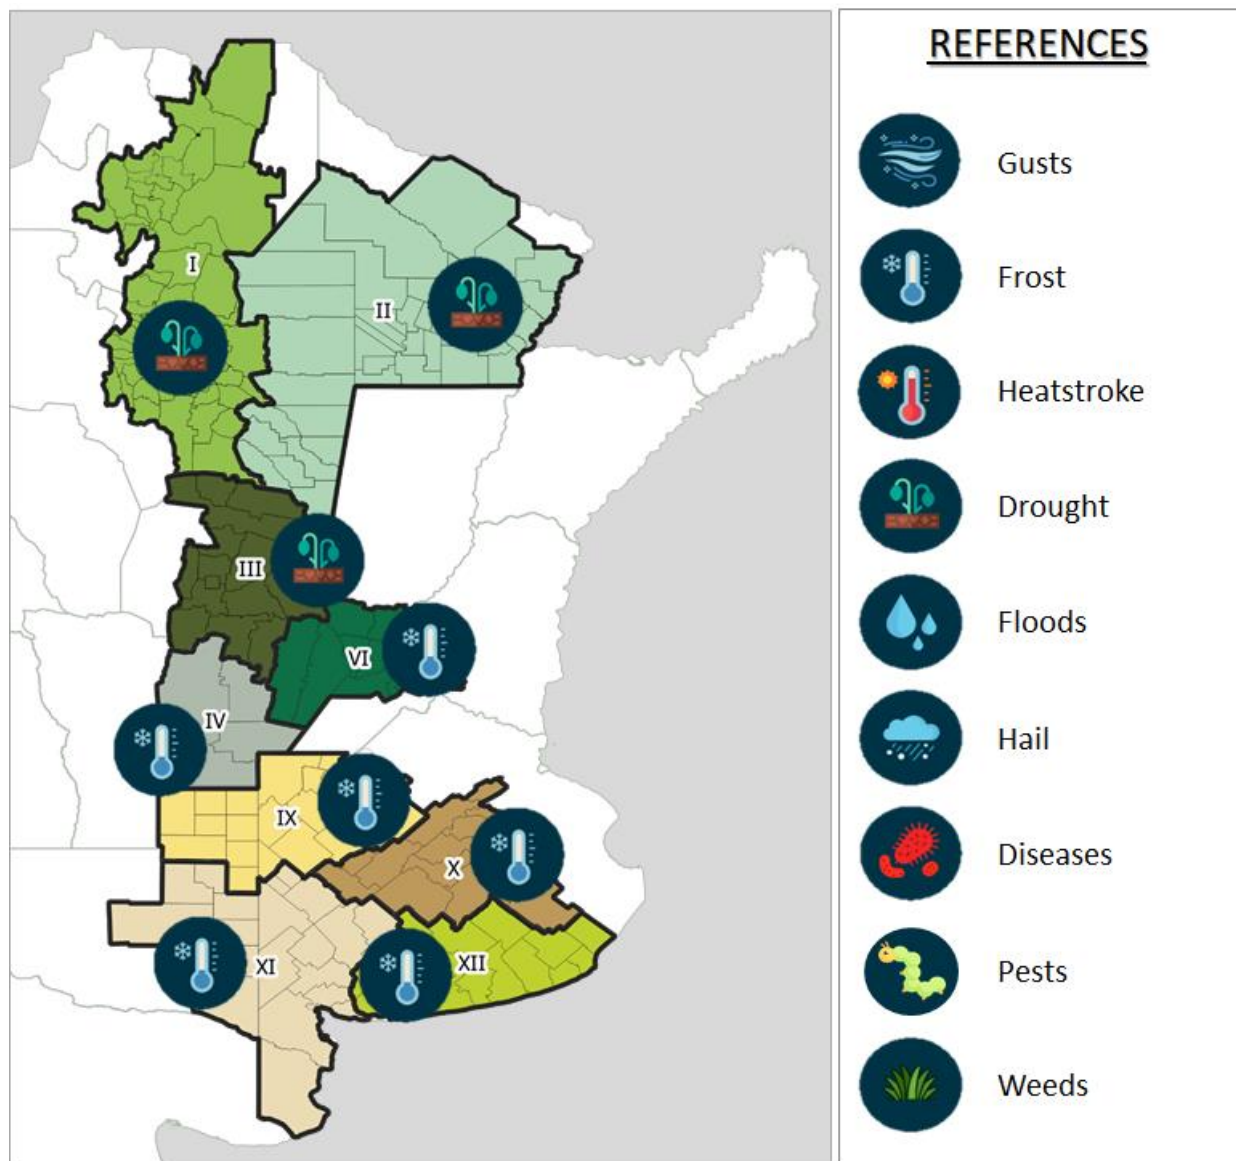 REFERENCES
Gusts
Frost
Heatstroke
Drought
Floods
Hail
Diseases
Pests
Weeds
I
II
III
VI
IV
IX
X
XI
XII